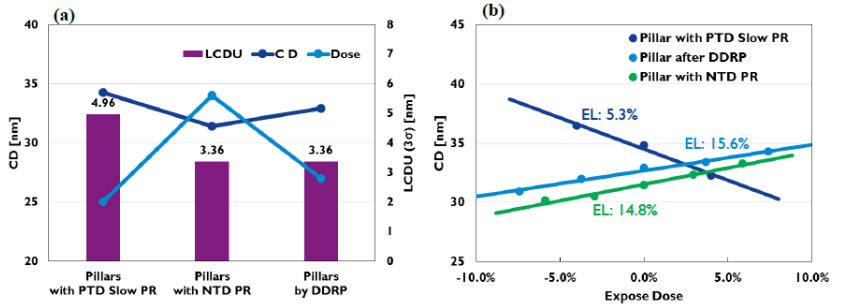 (a)
40
35
30
25
20
CD [nm]
LCDU
C D
Dose
4.96
3.36
3.36
8
7
6
5
4
3
2
1
0
LCDU (3σ) [nm]
Pillars
with PTD Slow PR
Pillars
with NTD PR
Pillars
by DDRP
(b)
45
40
35
30
25
CD [nm]
Pillar with PTD Slow PR
Pillar after DDRP
Pillar with NTD PR
EL: 5.3%
EL: 15.6%
EL: 14.8%
-10.0%
-5.0%
0.0%
5.0%
10.0%
Expose Dose